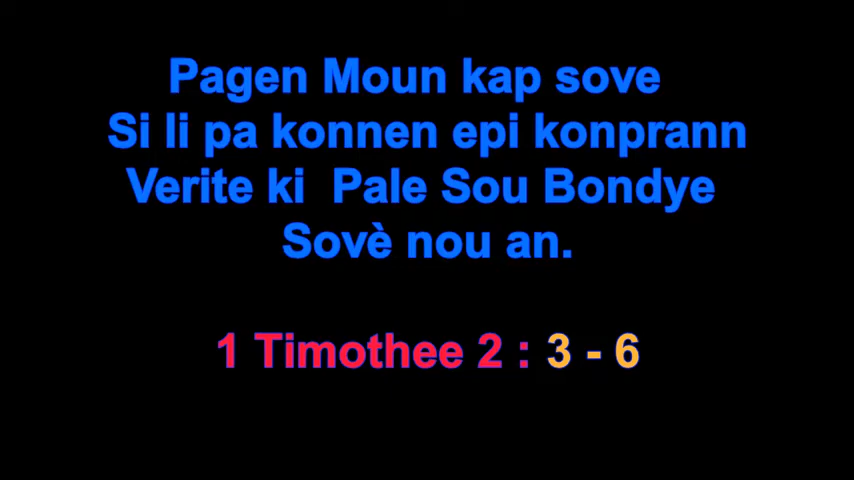 Pagen Moun kap sove
Si li pa konnen epi konprann
Verite ki Pale Sou Bondye
Sovè nou an.
1 Timothee 2 : 3 - 6